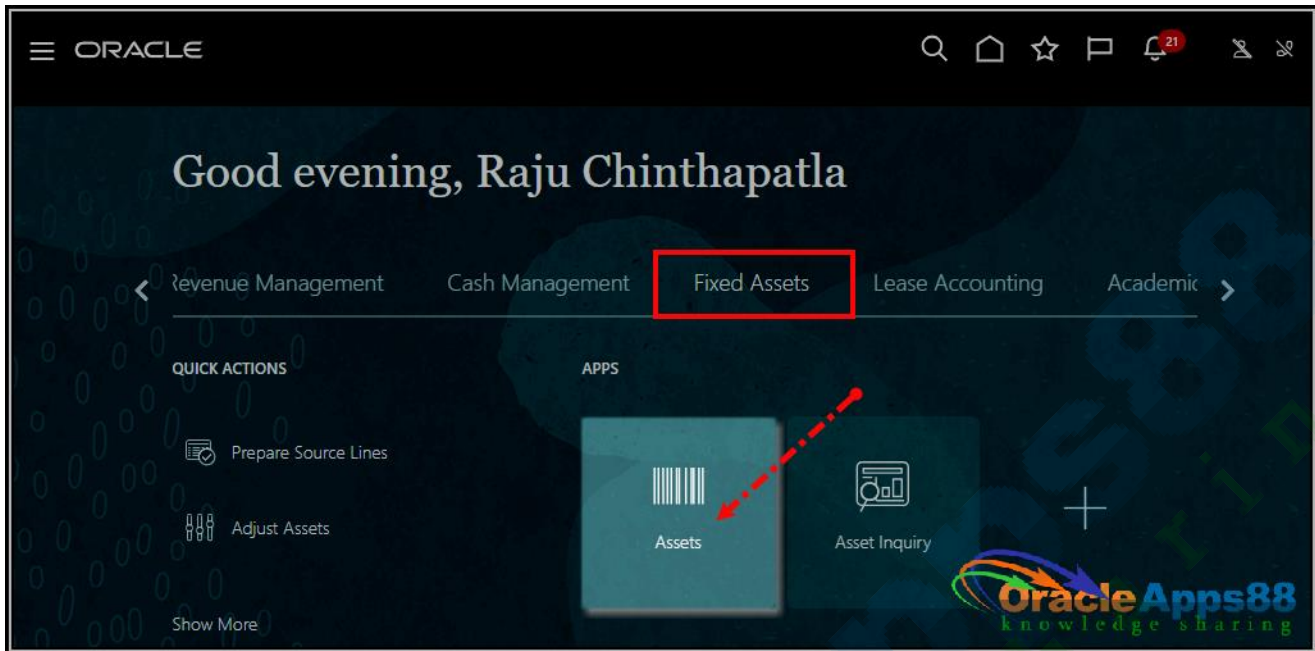 ORACLE
21
Good evening, Raju Chinthapatla
Revenue Management Cash Management Fixed Assets Lease Accounting Academic
QUICK ACTIONS
APPS
Prepare Source Lines
Adjust Assets
Show More
Assets
Asset Inquiry
OracleApps88
knowledge sharing